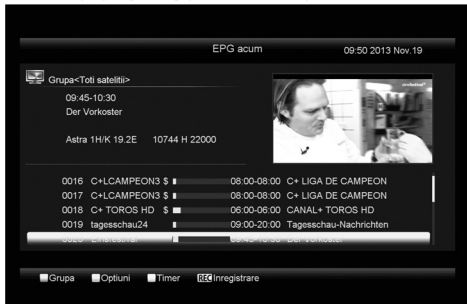 EPG acum 09:50 2013 Nov.19
Grupa<Toti satelitii>
09:45-10:30
Der Vorkoster
Astra 1H/K 19.2E 10744 H 22000
0016 C+LCAMPEON3 $ 08:00-08:00 C+ LIGA DE CAMPEON
0017 C+LCAMPEON3 $ 08:00-08:00 C+ LIGA DE CAMPEON
0018 C+ TOROS HD $ 06:00-06:00 CANAL+ TOROS HD
0019 tagesschau24 09:00-20:00 Tagesschau-Nachrichten
Grupa Optiuni Timer REC Inregistrare